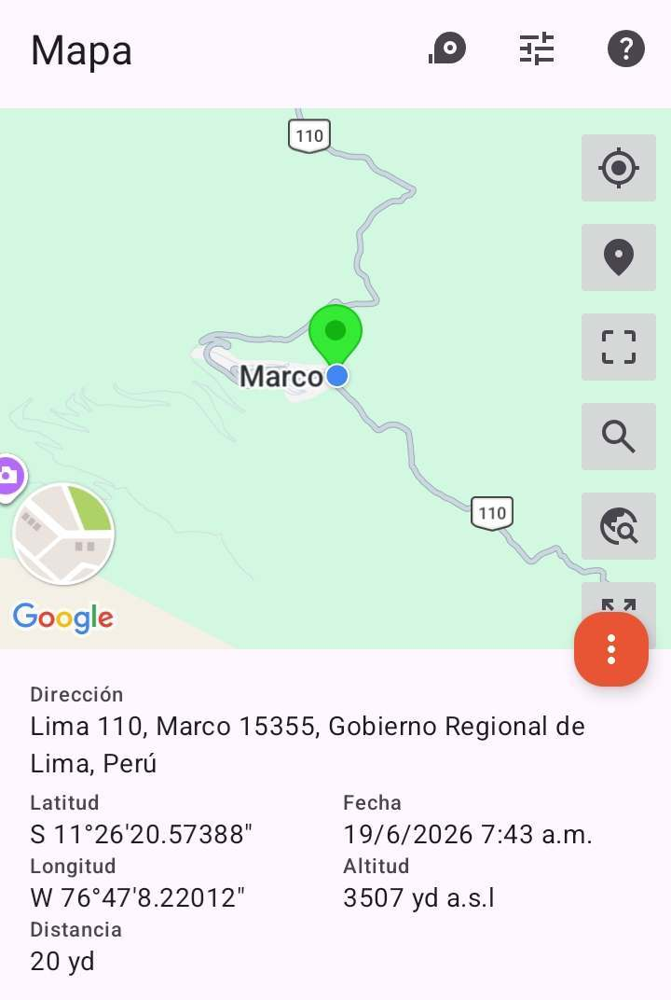 Mapa
110
Marco
110
Google
Dirección
Lima 110, Marco 15355, Gobierno Regional de
Lima, Perú
Latitud
S 11°26'20.57388"
Fecha
19/6/2026 7:43 a.m.
Longitud
W 76°47'8.22012"
Altitud
3507 yd a.s.l
Distancia
20 yd